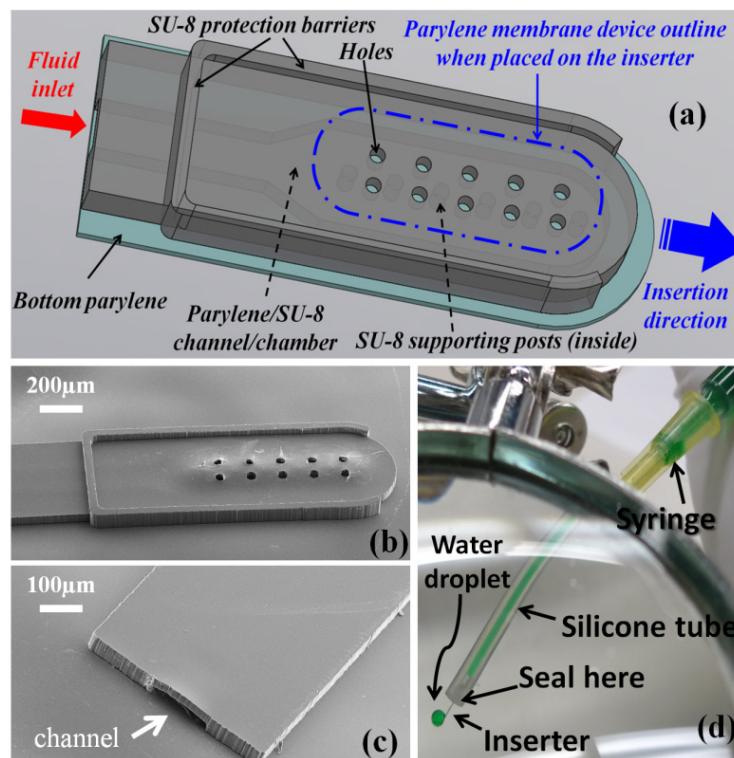 SU-8 protection barriers
Holes
Parylene membrane device outline
when placed on the inserter
Fluid
inlet
(a)
Bottom parylene
Parylene/SU-8
channel/chamber
SU-8 supporting posts (inside)
Insertion
direction
200µm
(b)
100µm
channel
(c)
Syringe
Water
droplet
Silicone tube
Seal here
Inserter
(d)